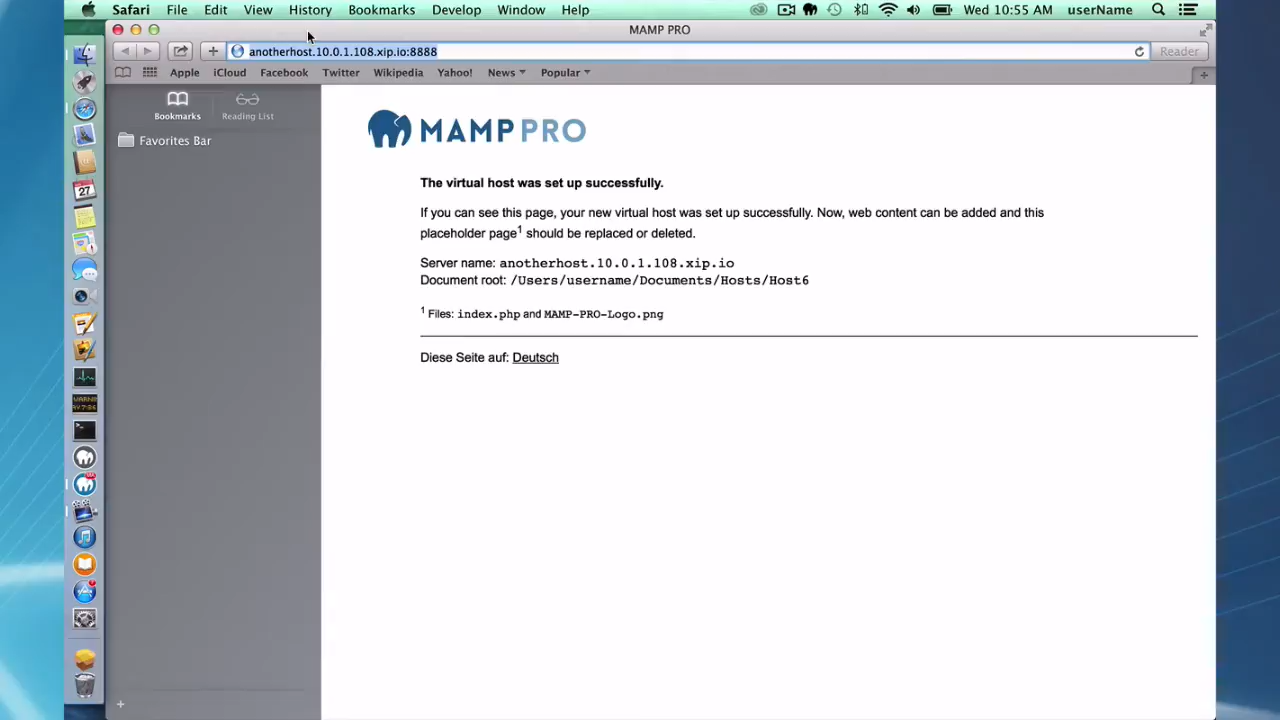 Safari File Edit View History Bookmarks Develop Window Help Wed 10:55 AM userName
MAMP PRO
anotherhost.10.0.1.108.xip.io:8888 Reader
Apple iCloud Facebook Twitter Wikipedia Yahoo! News Popular
Bookmarks Reading List
Favorites Bar
MAMP PRO
The virtual host was set up successfully.
If you can see this page, your new virtual host was set up successfully. Now, web content can be added and this
placeholder page1 should be replaced or deleted.
Server name: anotherhost.10.0.1.108.xip.io
Document root: /Users/username/Documents/Hosts/Host6
1 Files: index.php and MAMP-PRO-Logo.png
Diese Seite auf: Deutsch
27